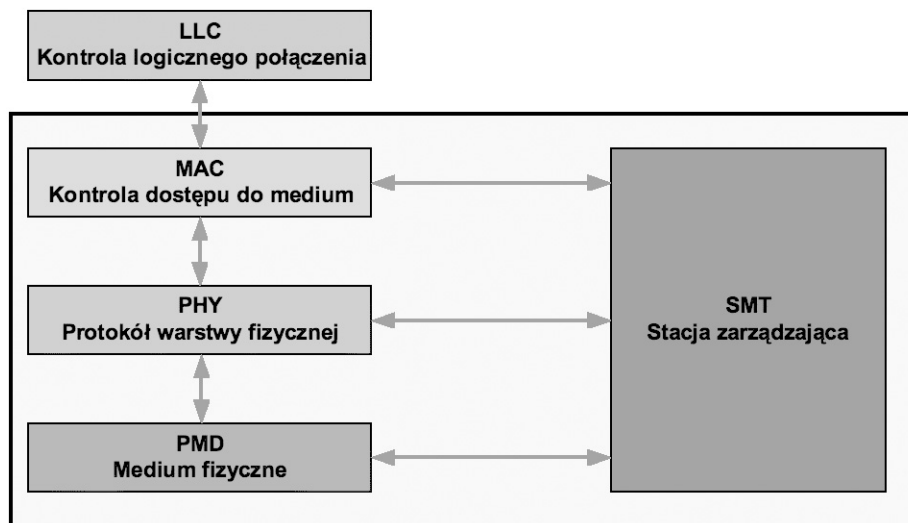 LLC
Kontrola logicznego połączenia
MAC
Kontrola dostępu do medium
PHY
Protokół warstwy fizycznej
SMT
Stacja zarządzająca
PMD
Medium fizyczne